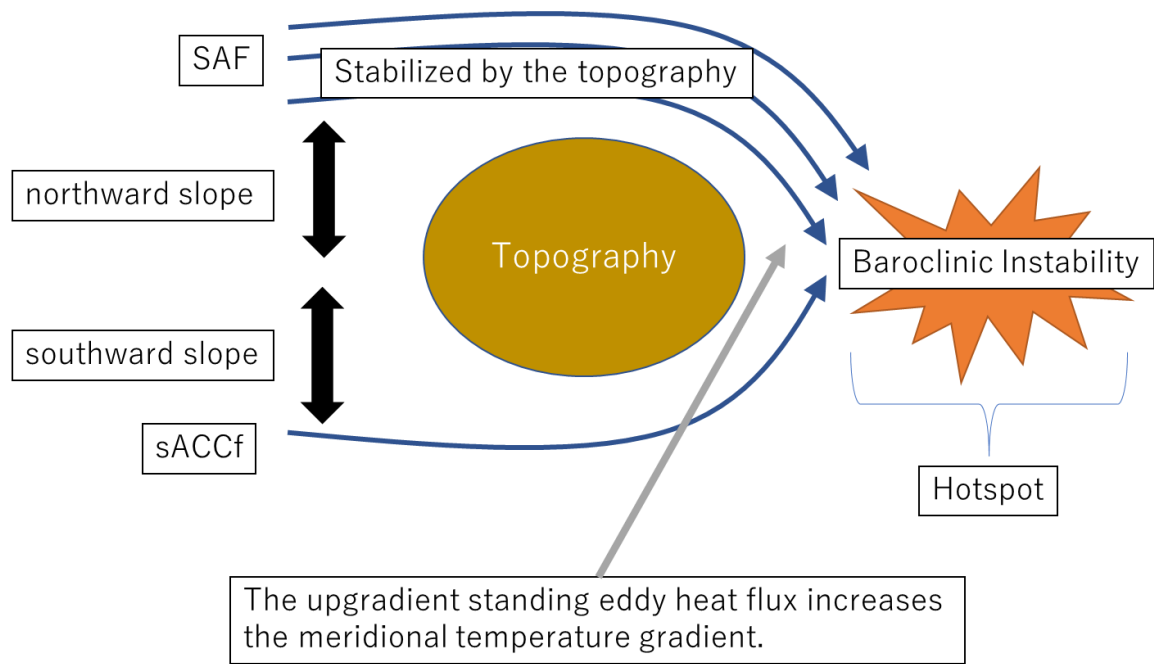 SAF
Stabilized by the topography
northward slope
Topography
Baroclinic Instability
southward slope
sACCf
Hotspot
The upgradient standing eddy heat flux increases
the meridional temperature gradient.